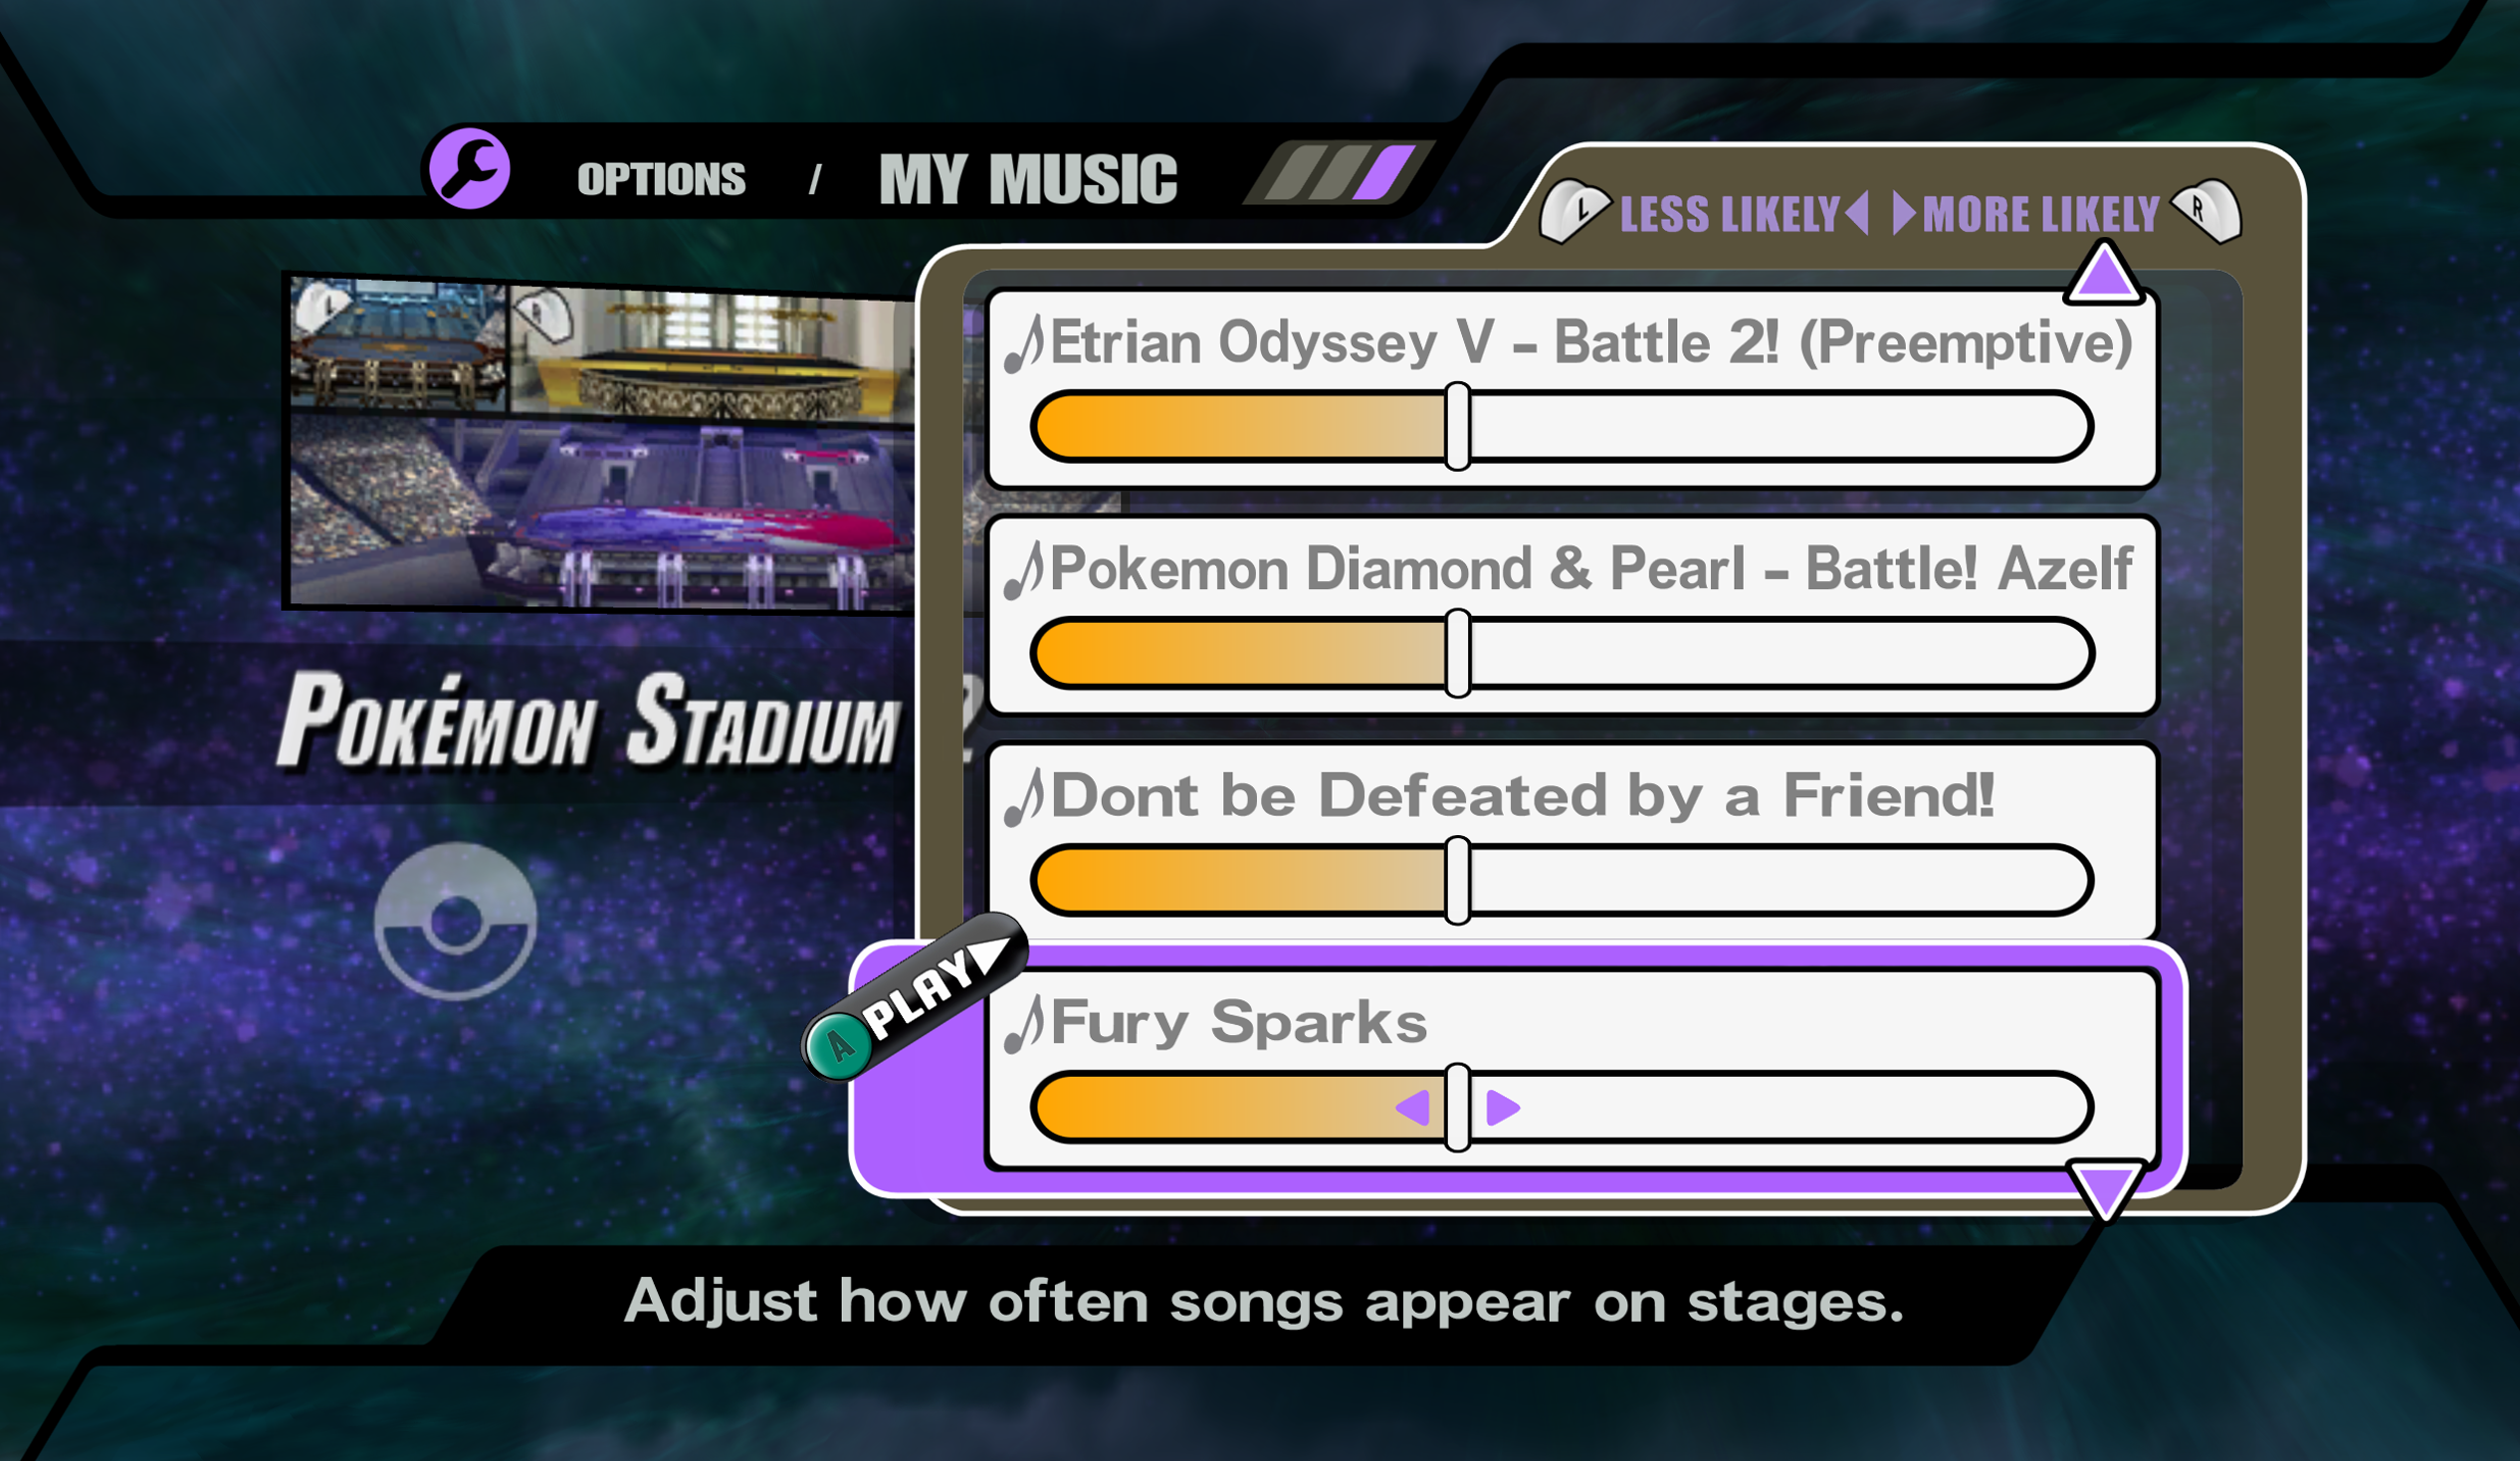 OPTIONS / MY MUSIC
L LESS LIKELY MORE LIKELY R
L R
Etrian Odyssey V - Battle 2! (Preemptive)
Pokemon Diamond & Pearl - Battle! Azelf
POKÉMON STADIUM 2
Dont be Defeated by a Friend!
A PLAY
Fury Sparks
Adjust how often songs appear on stages.